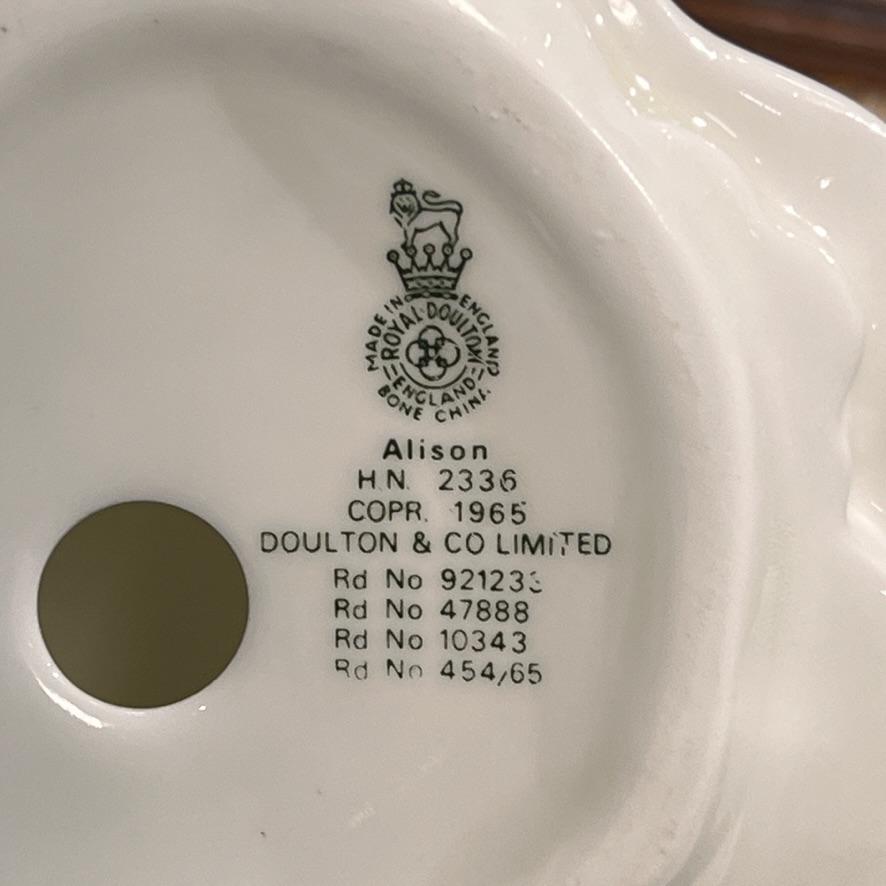 MADE IN ENGLAND
ROYAL DOULTON
ENGLAND
BONE CHINA
Alison
H.N. 2336
COPR. 1965
DOULTON & CO LIMITED
Rd No 921233
Rd No 47888
Rd No 10343
Rd No 454/65